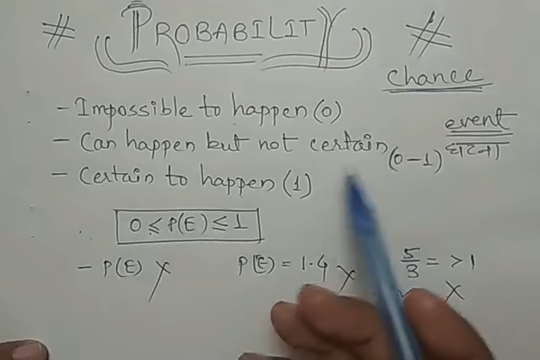 # PROBABILITY #
chance
- Impossible to happen (0)
event
- Can happen but not certain (0-1)
घटना
- Certain to happen (1)
0 ≤ P(E) ≤ 1
- P(E) X P(E) = 1.4 X 5/3 = >1
X